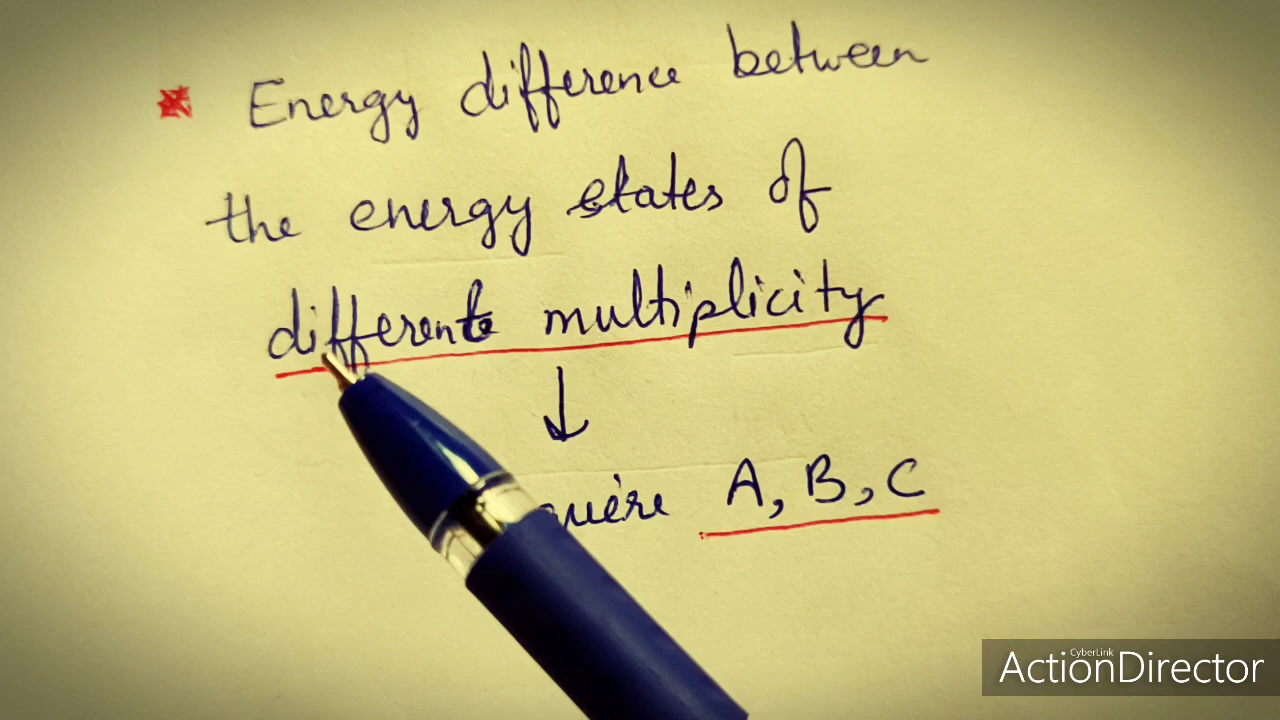 * Energy difference between
the energy states of
different multiplicity
↓
A, B, C
CyberLink
ActionDirector